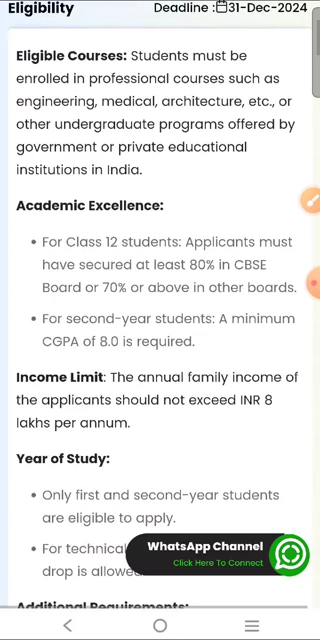 Eligibility Deadline : 31-Dec-2024
Eligible Courses: Students must be
enrolled in professional courses such as
engineering, medical, architecture, etc., or
other undergraduate programs offered by
government or private educational
institutions in India.
Academic Excellence:
• For Class 12 students: Applicants must
have secured at least 80% in CBSE
Board or 70% or above in other boards.
• For second-year students: A minimum
CGPA of 8.0 is required.
Income Limit: The annual family income of
the applicants should not exceed INR 8
lakhs per annum.
Year of Study:
• Only first and second-year students
are eligible to apply.
• For technical
drop is allowed
WhatsApp Channel
Click Here To Connect
Additional Requirements: